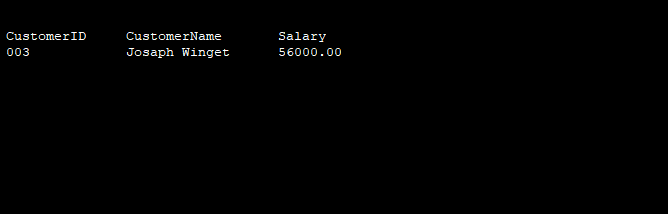 CustomerID CustomerName Salary
003 Josaph Winget 56000.00